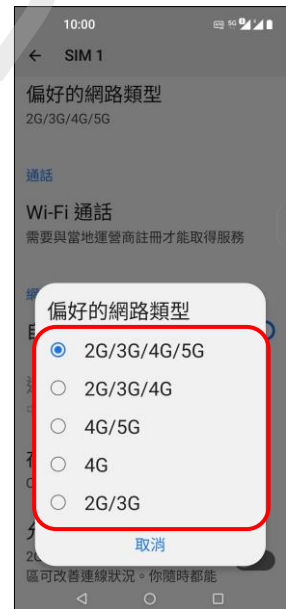 10:00
5G
SIM 1
偏好的網路類型
2G/3G/4G/5G
通話
Wi-Fi 通話
需要與當地運營商註冊才能取得服務
偏好的網路類型
2G/3G/4G/5G
2G/3G/4G
4G/5G
4G
2G/3G
取消
區可改善連線狀況。你隨時都能